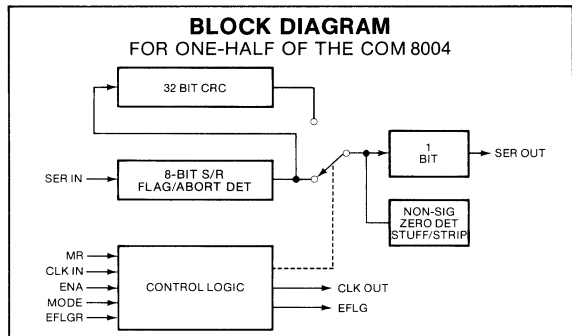 BLOCK DIAGRAM
FOR ONE-HALF OF THE COM 8004
32 BIT CRC
SER IN
8-BIT S/R
FLAG/ABORT DET
1
BIT
SER OUT
NON-SIG
ZERO DET
STUFF/STRIP
MR
CLK IN
ENA
MODE
EFLGR
CONTROL LOGIC
CLK OUT
EFLG